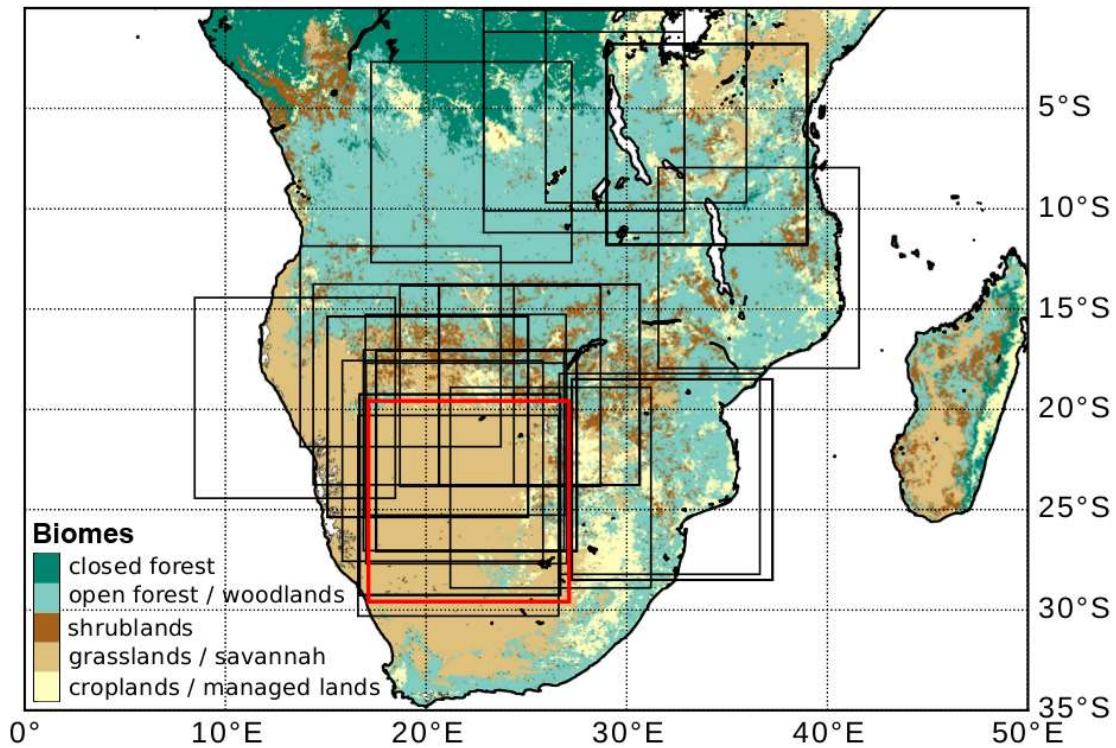 5°S
10°S
15°S
20°S
25°S
30°S
35°S
Biomes
closed forest
open forest / woodlands
shrublands
grasslands / savannah
croplands / managed lands
0° 10°E 20°E 30°E 40°E 50°E